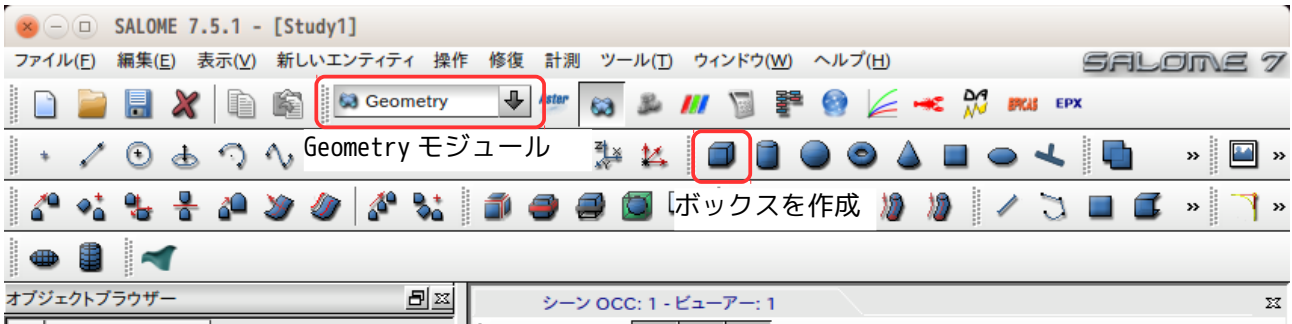 SALOME 7.5.1 - [Study1]
ファイル(F) 編集(E) 表示(V) 新しいエンティティ 操作 修復 計測 ツール(T) ウィンドウ(W) ヘルプ(H) SALOME 7
Geometry Aster EPX
Geometry モジュール
ボックスを作成
オブジェクトブラウザー
シーン OCC: 1 - ビューアー: 1